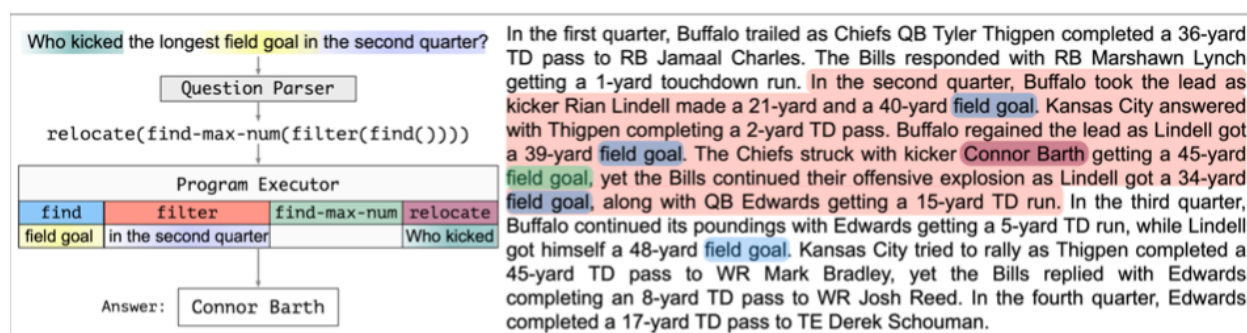 Who kicked the longest field goal in the second quarter?
Question Parser
relocate(find-max-num(filter(find())))
Program Executor
find filter find-max-num relocate
field goal in the second quarter Who kicked
Answer: Connor Barth
In the first quarter, Buffalo trailed as Chiefs QB Tyler Thigpen completed a 36-yard
TD pass to RB Jamaal Charles. The Bills responded with RB Marshawn Lynch
getting a 1-yard touchdown run. In the second quarter, Buffalo took the lead as
kicker Rian Lindell made a 21-yard and a 40-yard field goal. Kansas City answered
with Thigpen completing a 2-yard TD pass. Buffalo regained the lead as Lindell got
a 39-yard field goal. The Chiefs struck with kicker Connor Barth getting a 45-yard
field goal, yet the Bills continued their offensive explosion as Lindell got a 34-yard
field goal, along with QB Edwards getting a 15-yard TD run. In the third quarter,
Buffalo continued its poundings with Edwards getting a 5-yard TD run, while Lindell
got himself a 48-yard field goal. Kansas City tried to rally as Thigpen completed a
45-yard TD pass to WR Mark Bradley, yet the Bills replied with Edwards
completing an 8-yard TD pass to WR Josh Reed. In the fourth quarter, Edwards
completed a 17-yard TD pass to TE Derek Schouman.